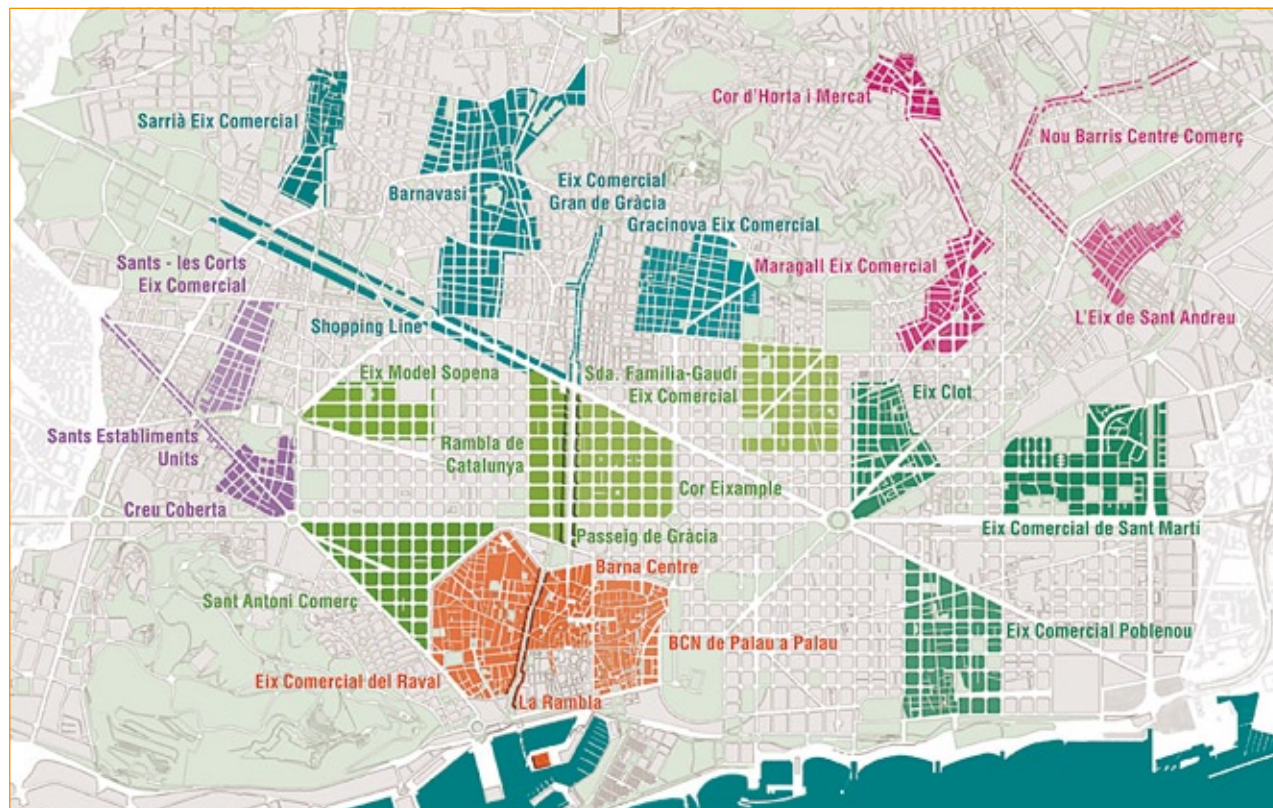 Cor d'Horta i Mercat
Sarrià Eix Comercial
Nou Barris Centre Comerç
Barnavasi
Eix Comercial
Gran de Gràcia
Gracinova Eix Comercial
Sants - les Corts
Eix Comercial
Maragall Eix Comercial
L'Eix de Sant Andreu
Shopping Line
Eix Model Sopena
Sda. Família-Gaudí
Eix Comercial
Eix Clot
Sants Establiments
Units
Rambla de
Catalunya
Cor Eixample
Creu Coberta
Eix Comercial de Sant Martí
Passeig de Gràcia
Barna Centre
Sant Antoni Comerç
Eix Comercial Poblenou
BCN de Palau a Palau
Eix Comercial del Raval
La Rambla